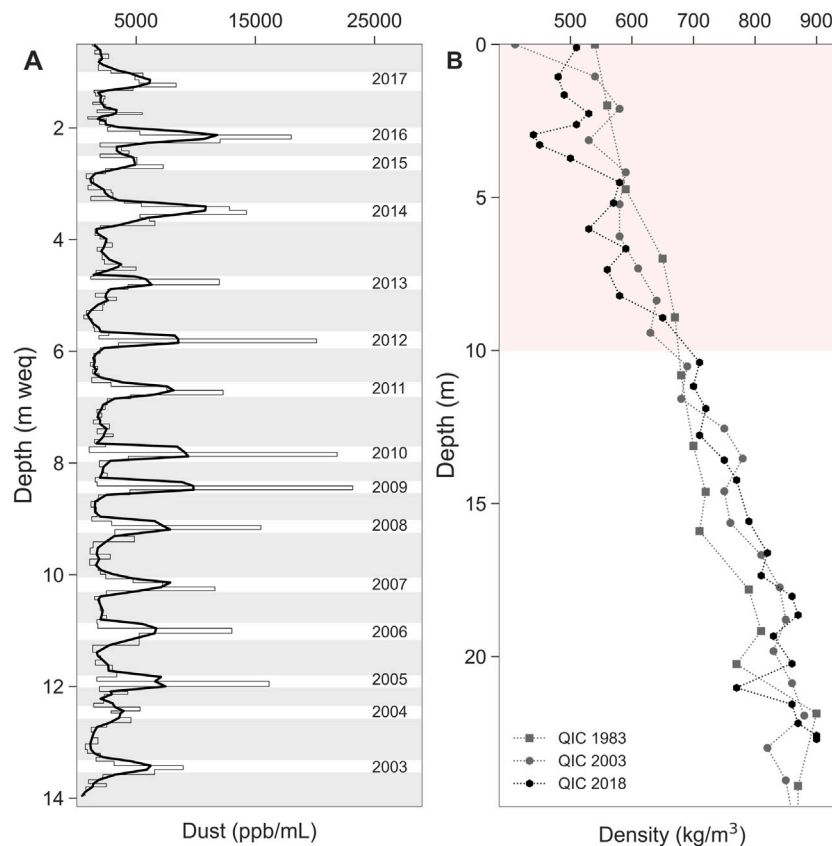 5000 15000 25000
A
2017
2016
2
2015
2014
4
2013
2012
6
2011
2010
8
2009
2008
10
2007
2006
2005
12
2004
2003
14
Depth (m weq)
Dust (ppb/mL)
500 600 700 800 900
B
0
5
10
15
20
Depth (m)
QIC 1983
QIC 2003
QIC 2018
Density (kg/m³)